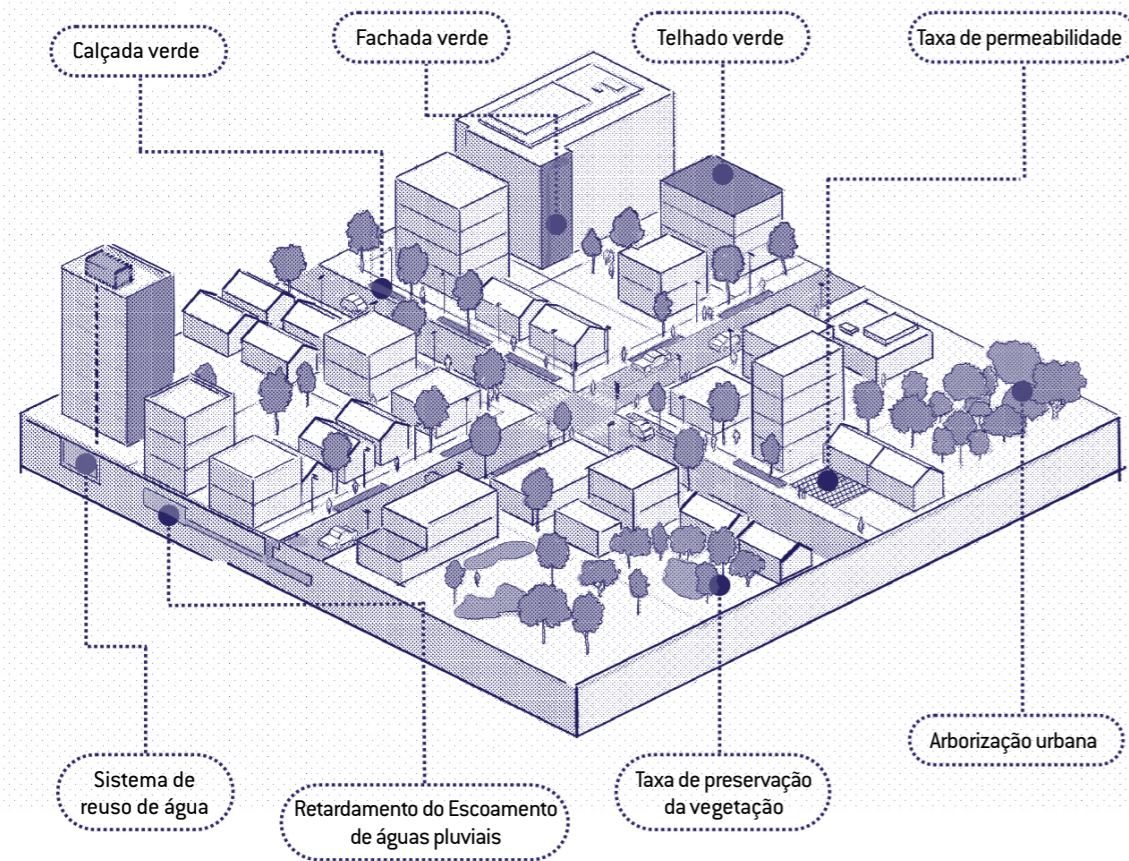 Calçada verde
Fachada verde
Telhado verde
Taxa de permeabilidade
Sistema de
reuso de água
Retardamento do Escoamento
de águas pluviais
Taxa de preservação
da vegetação
Arborização urbana